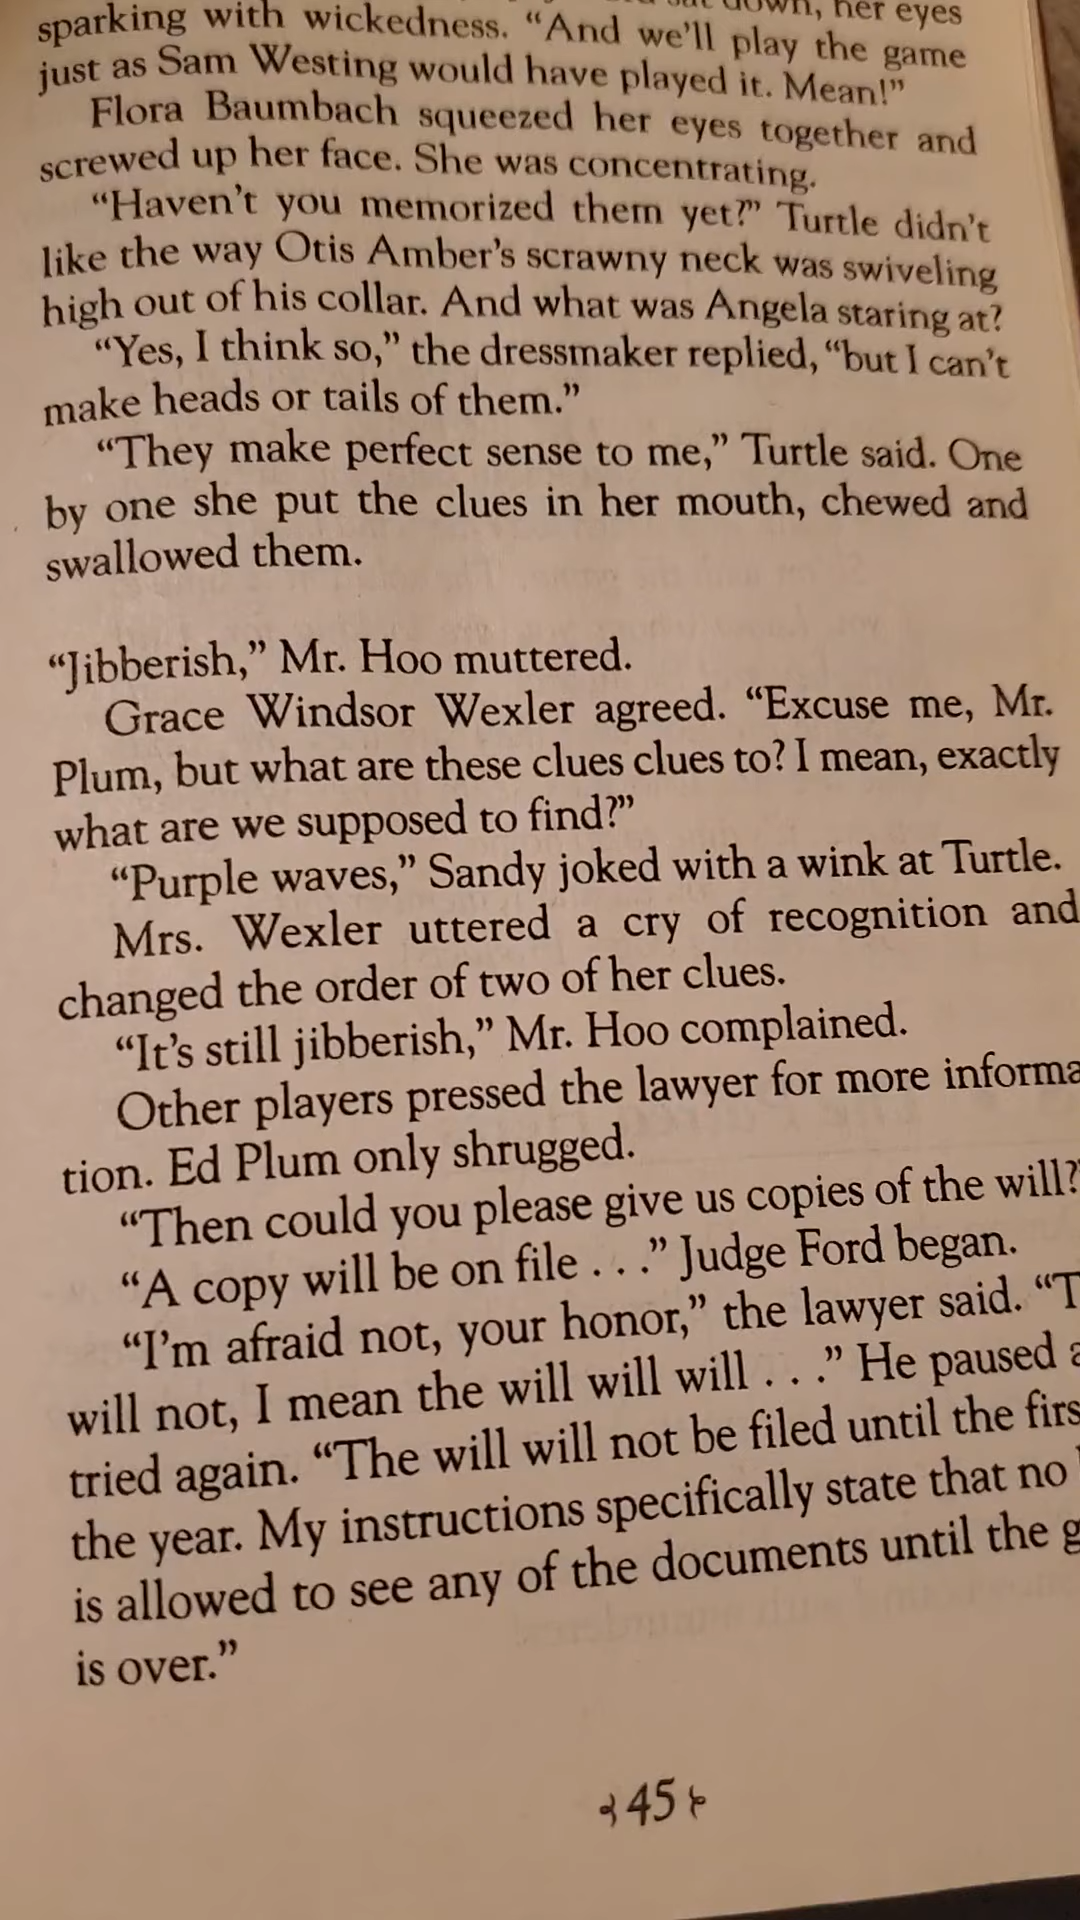 down, her eyes
sparking with wickedness. “And we’ll play the game
just as Sam Westing would have played it. Mean!”
Flora Baumbach squeezed her eyes together and
screwed up her face. She was concentrating.
“Haven’t you memorized them yet?” Turtle didn’t
like the way Otis Amber’s scrawny neck was swiveling
high out of his collar. And what was Angela staring at?
“Yes, I think so,” the dressmaker replied, “but I can’t
make heads or tails of them.”
“They make perfect sense to me,” Turtle said. One
by one she put the clues in her mouth, chewed and
swallowed them.
“Jibberish,” Mr. Hoo muttered.
Grace Windsor Wexler agreed. “Excuse me, Mr.
Plum, but what are these clues clues to? I mean, exactly
what are we supposed to find?”
“Purple waves,” Sandy joked with a wink at Turtle.
Mrs. Wexler uttered a cry of recognition and
changed the order of two of her clues.
“It’s still jibberish,” Mr. Hoo complained.
Other players pressed the lawyer for more informa
tion. Ed Plum only shrugged.
“Then could you please give us copies of the will?”
“A copy will be on file . . .” Judge Ford began.
“I’m afraid not, your honor,” the lawyer said. “T
will not, I mean the will will will . . .” He paused a
tried again. “The will will not be filed until the firs
the year. My instructions specifically state that no
is allowed to see any of the documents until the g
is over.”
45